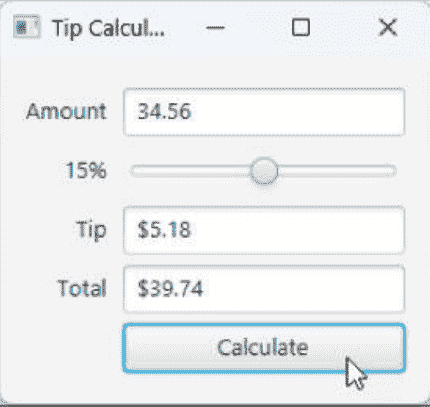 Tip Calcul...
Amount 34.56
15%
Tip $5.18
Total $39.74
Calculate